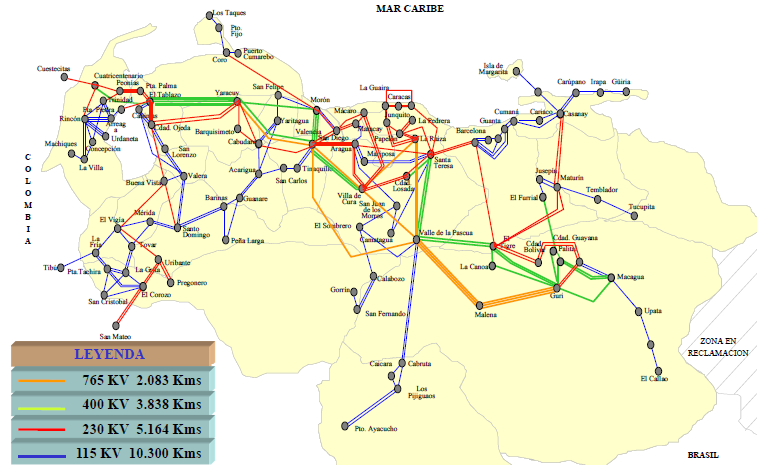 MAR CARIBE
Los Taques
Pto.
Fijo
Coro
Puerto
Cumarebo
Cuestecitas
Cuatricentenario
Peonias
Pta. Palma
El Tablazo
Trinidad
Rincón
Urdaneta
Concepción
Machiques
La Villa
Cdad. Ojeda
San
Lorenzo
Yaracuy
San Felipe
Barquisimeto
Cabudare
Yaritagua
Morón
Valencia
San Diego
Aragua
Mácaro
Maracay
La Guaira
Caracas
Junquito
La Pedrera
Papelón
La Raiza
Mariposa
Santa
Teresa
Isla de
Margarita
Carúpano
Irapa
Güiria
Cumaná
Cariaco
Casanay
Guanta
Barcelona
Jusepín
Maturín
El Furrial
Temblador
Tucupita
C
O
L
O
M
B
I
A
Buena Vista
Valera
Acarigua
San Carlos
Tinaquillo
Villa de
Cura
San Juan
de los
Morros
Cdad.
Losada
Barinas
Guanare
Peña Larga
El Sombrero
Camatagua
Valle de la Pascua
El
Tigre
Cdad. Guayana
Cdad.
Bolívar
Palital
La Canoa
Macagua
Guri
Malena
El Vigia
Mérida
Santo
Domingo
La
Fría
Tovar
Tibú
Pta.Tachira
La Grita
Uribante
Pregonero
San Cristobal
El Corozo
San Mateo
Calabozo
Gorrín
San Fernando
Upata
El Callao
ZONA EN
RECLAMACION
Caicara
Cabruta
Los
Pijiguaos
Pto. Ayacucho
BRASIL
LEYENDA
765 KV 2.083 Kms
400 KV 3.838 Kms
230 KV 5.164 Kms
115 KV 10.300 Kms